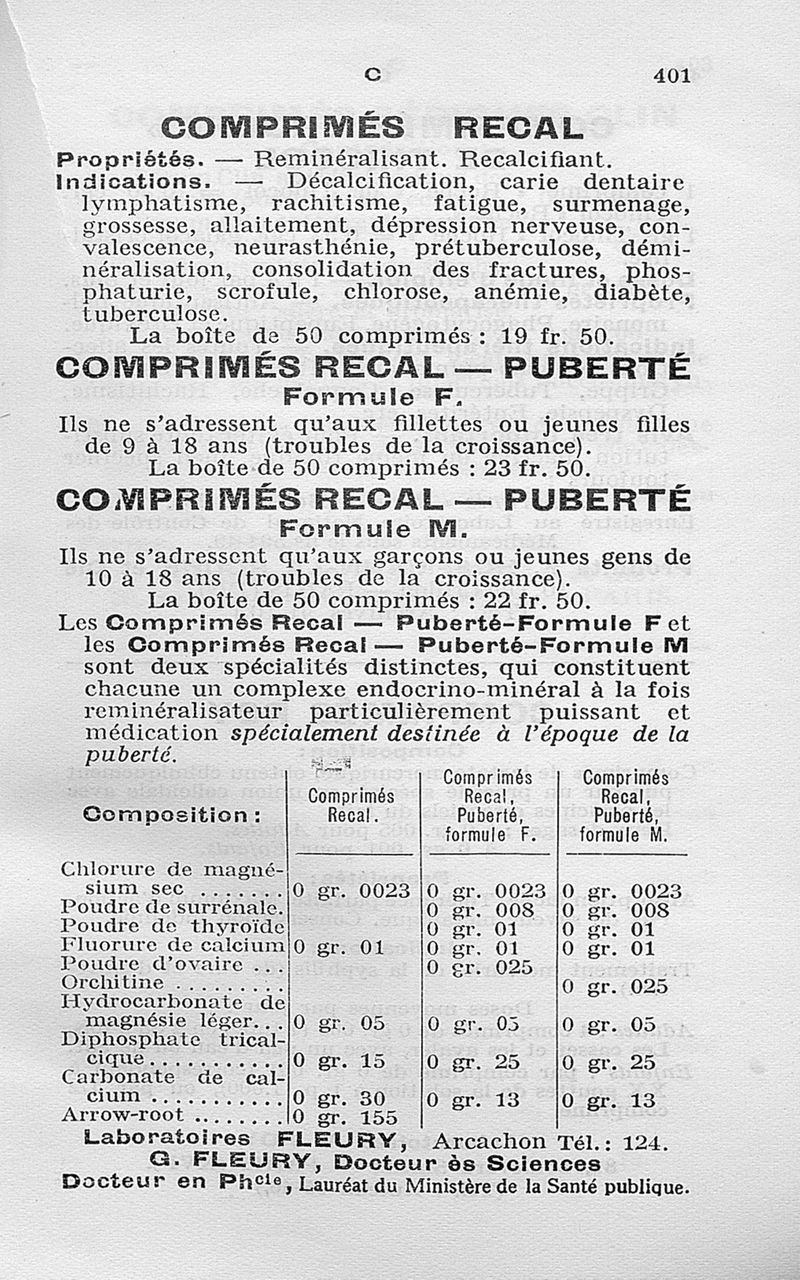 C 401
COMPRIMÉS RECAL
Propriétés. — Reminéralisant. Recalcifiant.
Indications. — Décalcification, carie dentaire
lymphatisme, rachitisme, fatigue, surmenage,
grossesse, allaitement, dépression nerveuse, con-
valescence, neurasthénie, prétuberculose, démi-
néralisation, consolidation des fractures, phos-
phaturie, scrofule, chlorose, anémie, diabète,
tuberculose.
La boîte de 50 comprimés : 19 fr. 50.
COMPRIMÉS RECAL — PUBERTÉ
Formule F.
Ils ne s'adressent qu'aux fillettes ou jeunes filles
de 9 à 18 ans (troubles de la croissance).
La boîte de 50 comprimés : 23 fr. 50.
COMPRIMÉS RECAL — PUBERTÉ
Formule M.
Ils ne s'adressent qu'aux garçons ou jeunes gens de
10 à 18 ans (troubles de la croissance).
La boîte de 50 comprimés : 22 fr. 50.
Les Comprimés Recal — Puberté-Formule F et
les Comprimés Recal — Puberté-Formule M
sont deux spécialités distinctes, qui constituent
chacune un complexe endocrino-minéral à la fois
reminéralisateur particulièrement puissant et
médication spécialement destinée à l'époque de la
puberté.
Composition : Comprimés Recal. Comprimés Recal, Puberté, formule F. Comprimés Recal, Puberté, formule M.
Chlorure de magné-
sium sec ....... 0 gr. 0023 0 gr. 0023 0 gr. 0023
Poudre de surrénale. 0 gr. 008 0 gr. 008
Poudre de thyroïde 0 gr. 01 0 gr. 01
Fluorure de calcium 0 gr. 01 0 gr. 01 0 gr. 01
Poudre d'ovaire ... 0 gr. 025
Orchitine ......... 0 gr. 025
Hydrocarbonate de
magnésie léger... 0 gr. 05 0 gr. 05 0 gr. 05
Diphosphate trical-
cique........... 0 gr. 15 0 gr. 25 0 gr. 25
Carbonate de cal-
cium ........... 0 gr. 30 0 gr. 13 0 gr. 13
Arrow-root ........ 0 gr. 155
Laboratoires FLEURY, Arcachon Tél.: 124.
G. FLEURY, Docteur ès Sciences
Docteur en Phcie, Lauréat du Ministère de la Santé publique.